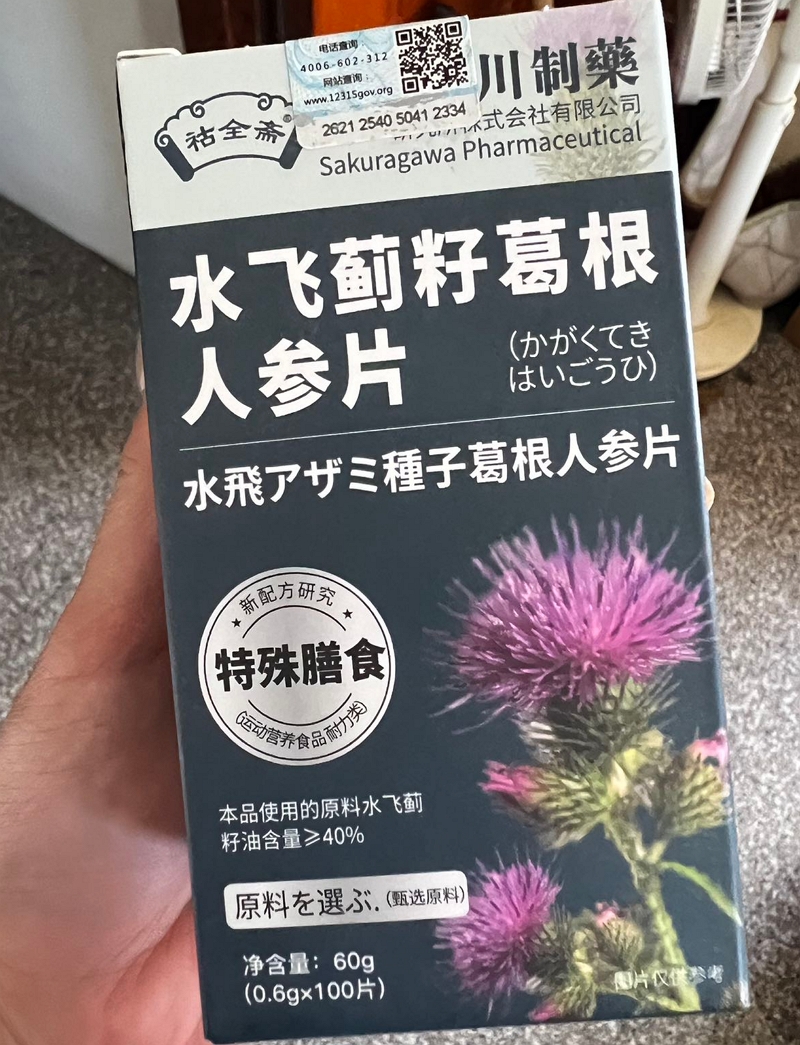 电话查询：
4006-602-312
网站查询：
www.12315gov.org
2621 2540 5041 2334
祜全斋®
川制藥
株式会社有限公司
Sakuragawa Pharmaceutical
水飞蓟籽葛根
人参片
(かがくてき
はいごうひ)
水飛アザミ種子葛根人参片
新配方研究
特殊膳食
(运动营养食品耐力类)
本品使用的原料水飞蓟
籽油含量≥40%
原料を選ぶ.(甄选原料)
净含量：60g
(0.6g×100片)
图片仅供参考